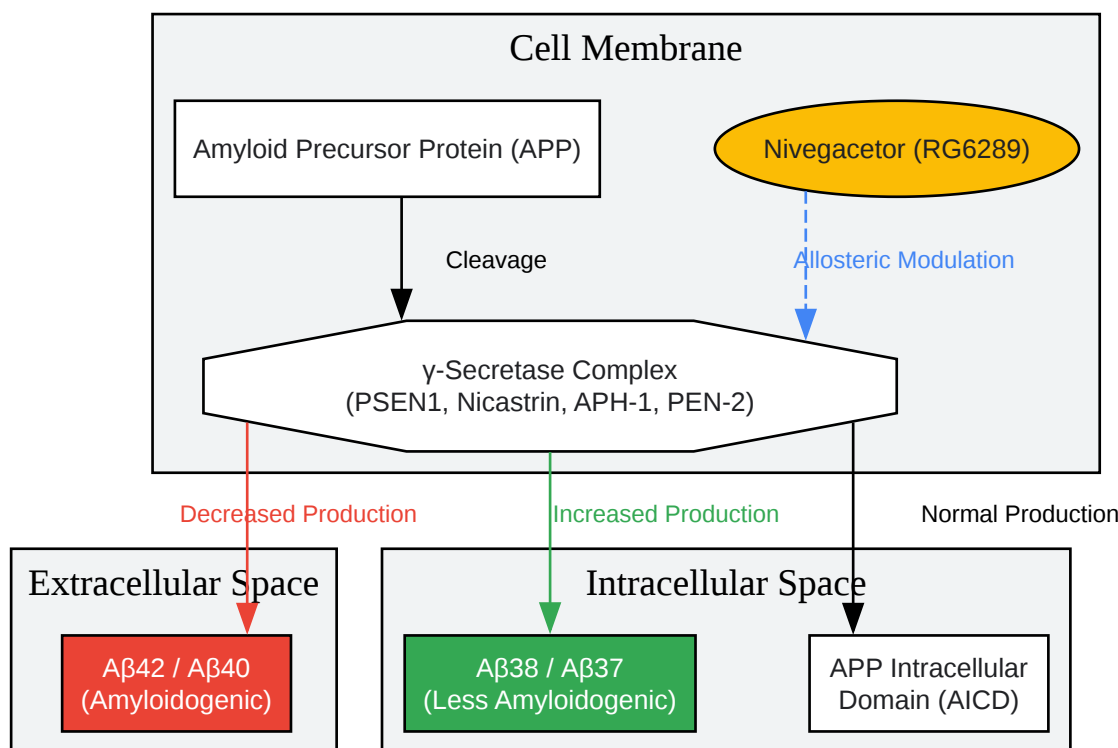 Cell Membrane
Amyloid Precursor Protein (APP)
Nivegacetor (RG6289)
Cleavage
Allosteric Modulation
γ-Secretase Complex
(PSEN1, Nicastrin, APH-1, PEN-2)
Decreased Production
Increased Production
Normal Production
Extracellular Space
Intracellular Space
Aβ42 / Aβ40
(Amyloidogenic)
Aβ38 / Aβ37
(Less Amyloidogenic)
APP Intracellular
Domain (AICD)